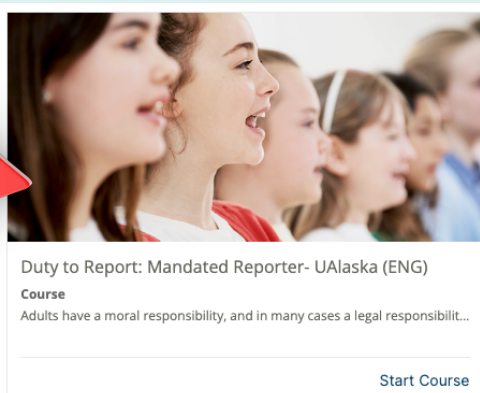 Duty to Report: Mandated Reporter- UAlaska (ENG)
Course
Adults have a moral responsibility, and in many cases a legal responsibilit...
Start Course